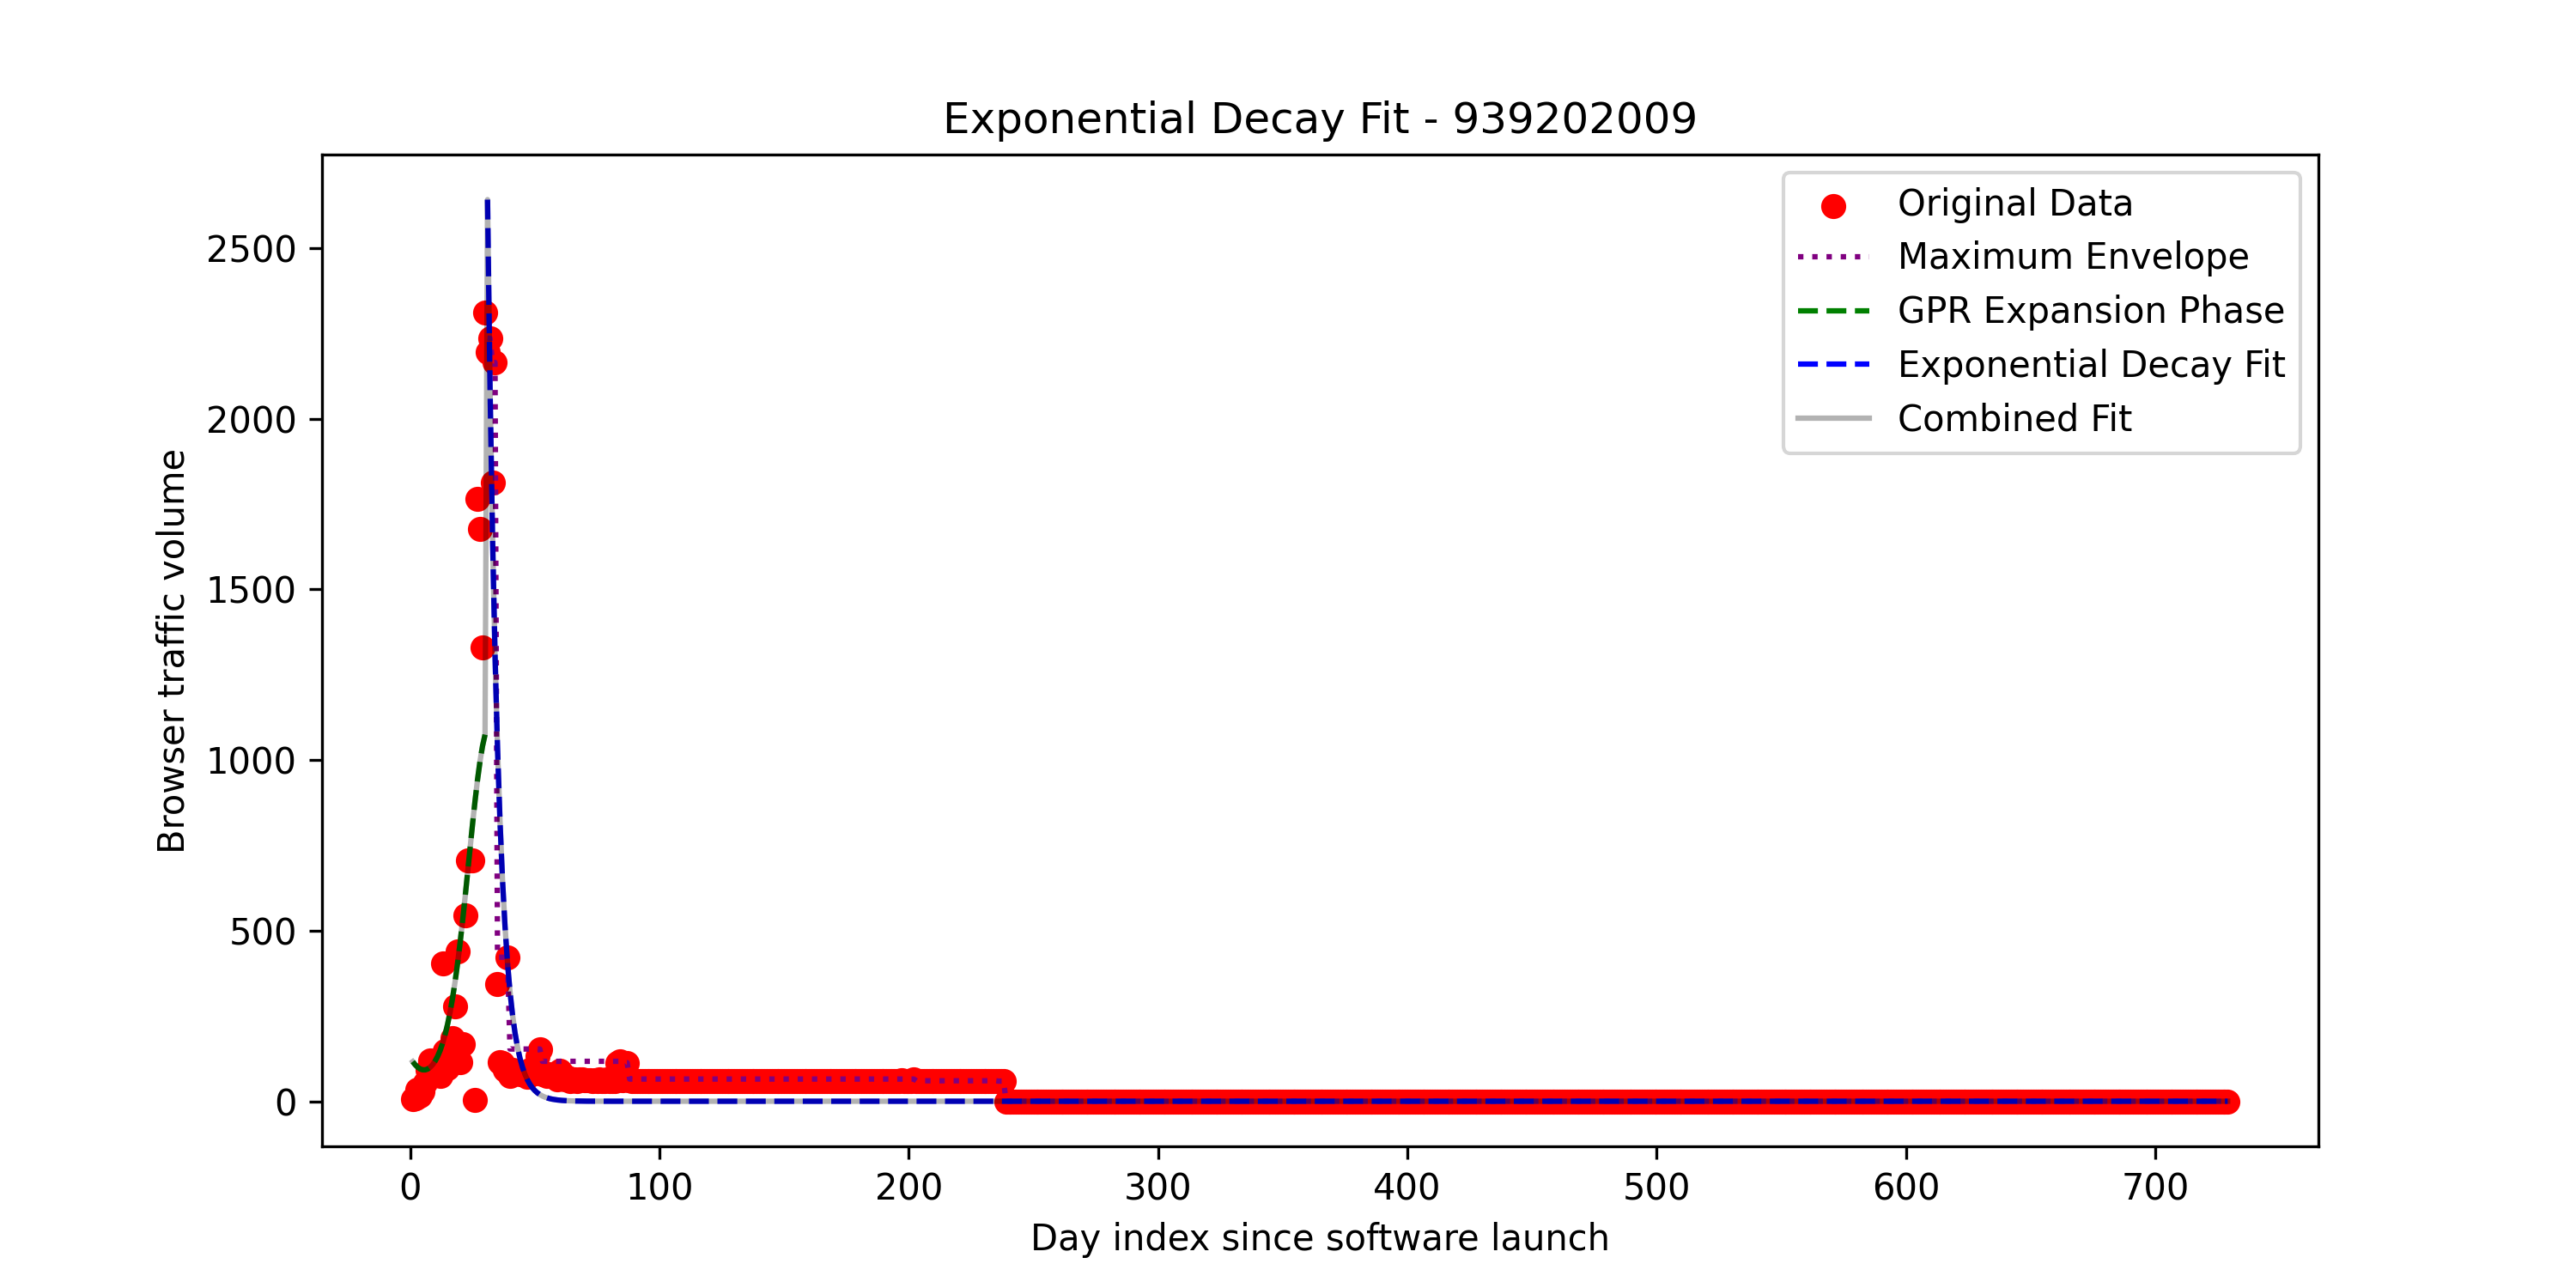 Exponential Decay Fit - 939202009
Original Data
Maximum Envelope
GPR Expansion Phase
Exponential Decay Fit
Combined Fit
Browser traffic volume
2500
2000
1500
1000
500
0
0 100 200 300 400 500 600 700
Day index since software launch